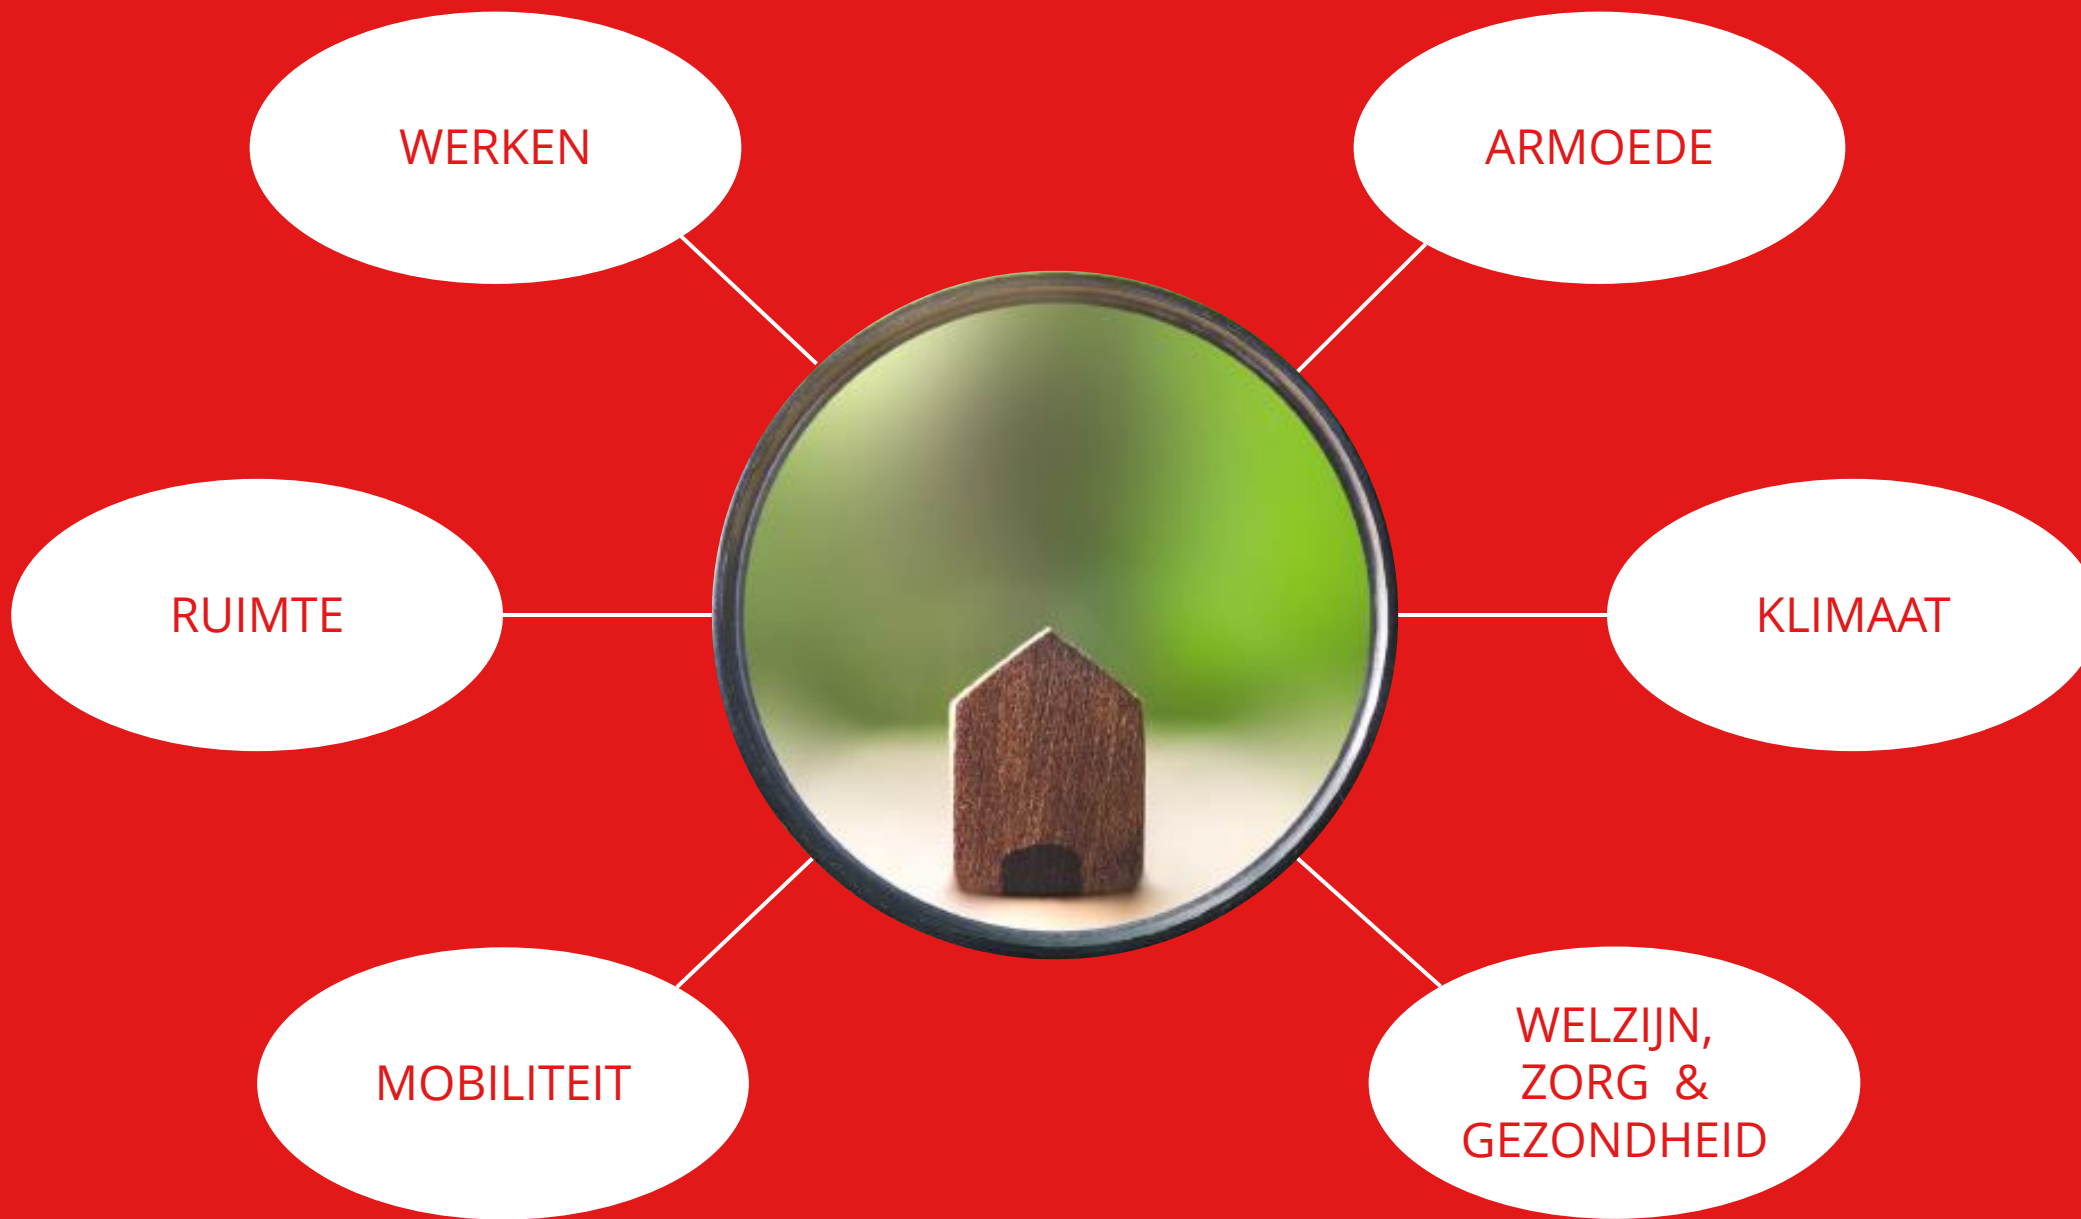 WERKEN
ARMOEDE
RUIMTE
KLIMAAT
MOBILITEIT
WELZIJN,
ZORG & 
GEZONDHEID